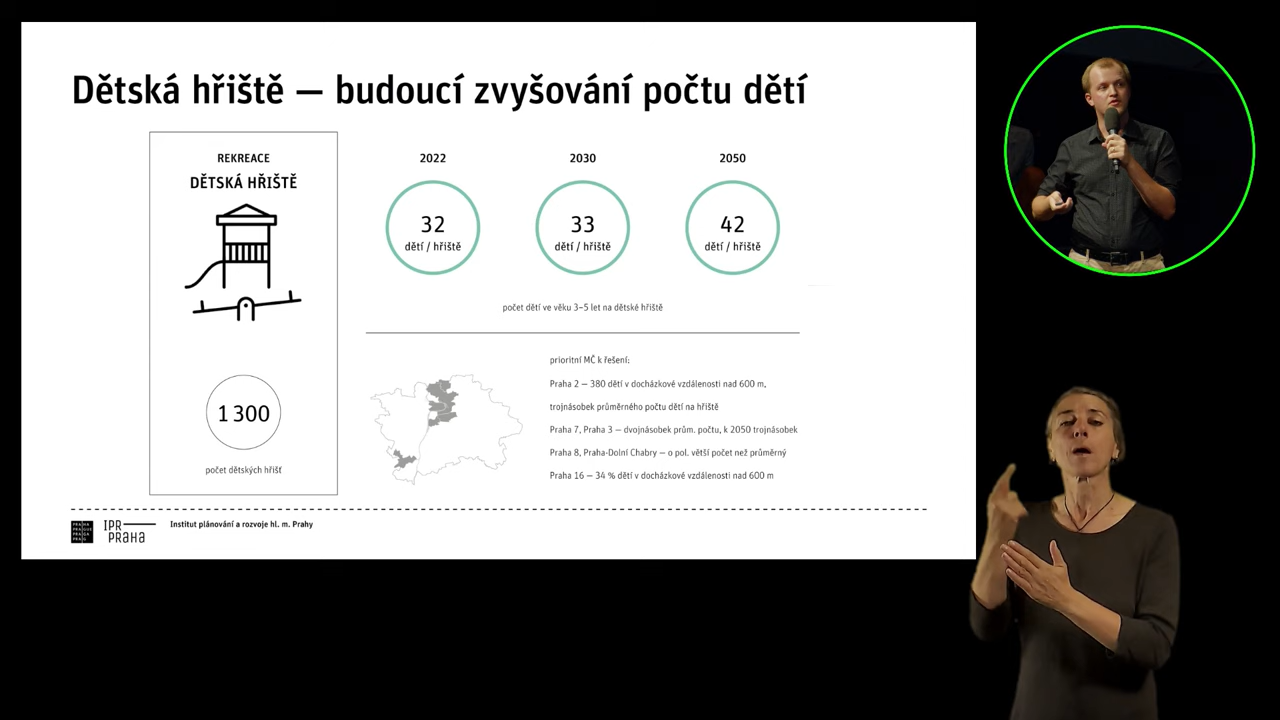 Dětská hřiště — budoucí zvyšování počtu dětí
REKREACE
DĚTSKÁ HŘIŠTĚ
1 300
počet dětských hřišť
2022
32
dětí / hřiště
2030
33
dětí / hřiště
2050
42
dětí / hřiště
počet dětí ve věku 3–5 let na dětské hřiště
prioritní MČ k řešení:
Praha 2 — 380 dětí v docházkové vzdálenosti nad 600 m,
trojnásobek průměrného počtu dětí na hřiště
Praha 7, Praha 3 — dvojnásobek prům. počtu, k 2050 trojnásobek
Praha 8, Praha-Dolní Chabry — o pol. větší počet než průměrný
Praha 16 — 34 % dětí v docházkové vzdálenosti nad 600 m
IPR
PRAHA
Institut plánování a rozvoje hl. m. Prahy